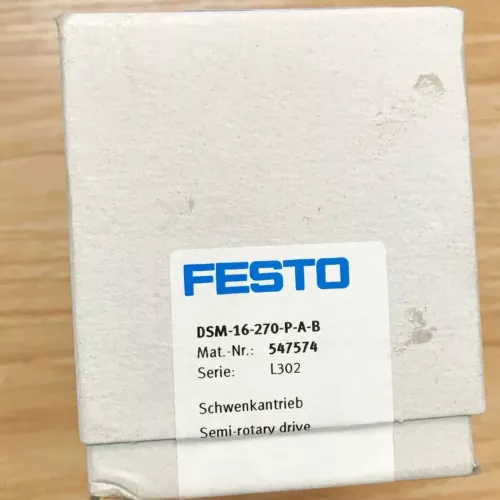 FESTO
DSM-16-270-P-A-B
Mat.-Nr.: 547574
Serie: L302
Schwenkantrieb
Semi-rotary drive